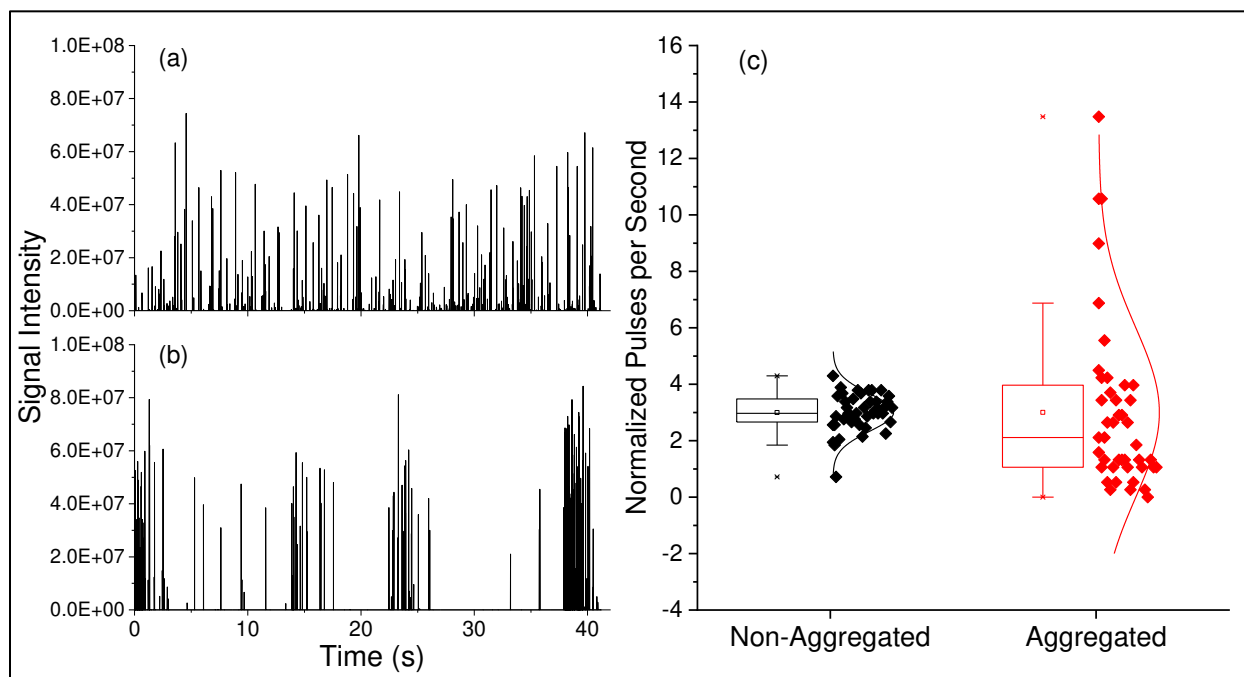 (a)
1.0E+08
8.0E+07
6.0E+07
4.0E+07
2.0E+07
0.0E+00
(b)
1.0E+08
8.0E+07
6.0E+07
4.0E+07
2.0E+07
0.0E+00
Signal Intensity
0 10 20 30 40
Time (s)
(c)
16
14
12
10
8
6
4
2
0
-2
-4
Normalized Pulses per Second
Non-Aggregated Aggregated